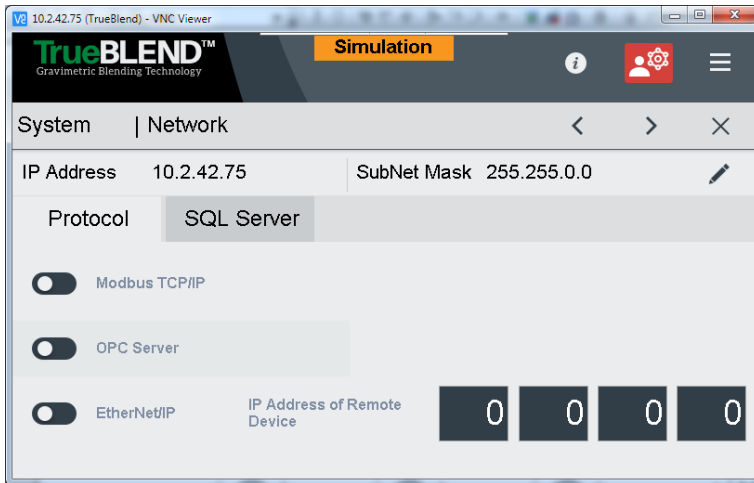 10.2.42.75 (TrueBlend) - VNC Viewer
TrueBLEND™
Gravimetric Blending Technology
Simulation
System | Network
IP Address 10.2.42.75 SubNet Mask 255.255.0.0
Protocol SQL Server
Modbus TCP/IP
OPC Server
EtherNet/IP IP Address of Remote
Device
0 0 0 0